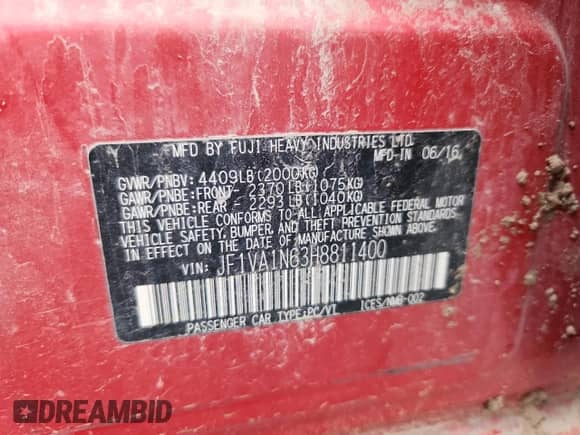 MFD BY FUJI HEAVY INDUSTRIES LTD.
MFD-IN 06/16
GVWR/PNBV: 4409LB(2000KG)
GAWR/PNBE:FRONT- 2370LB(1075KG)
GAWR/PNBE:REAR - 2293LB(1040KG)
THIS VEHICLE CONFORMS TO ALL APPLICABLE FEDERAL MOTOR
VEHICLE SAFETY, BUMPER, AND THEFT PREVENTION STANDARDS
IN EFFECT ON THE DATE OF MANUFACTURE SHOWN ABOVE.
VIN: JF1VA1N63H8811400
PASSENGER CAR TYPE:PC/VT ICES/NMB-002
DREAMBID